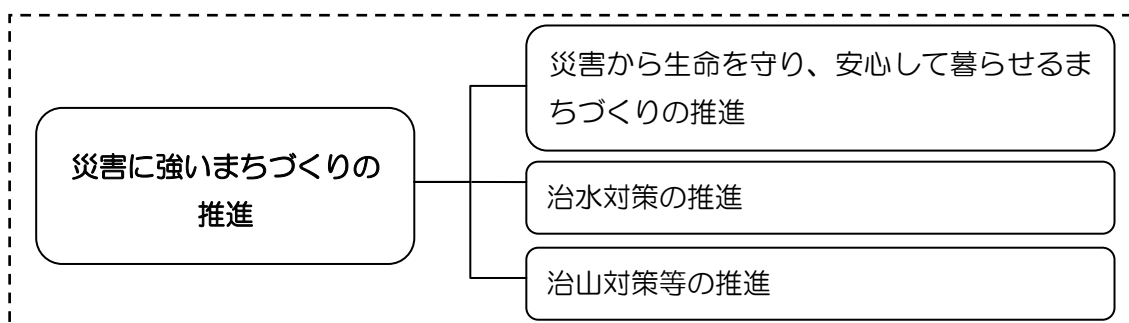 災害に強いまちづくりの
推進
災害から生命を守り、安心して暮らせるま
ちづくりの推進
治水対策の推進
治山対策等の推進